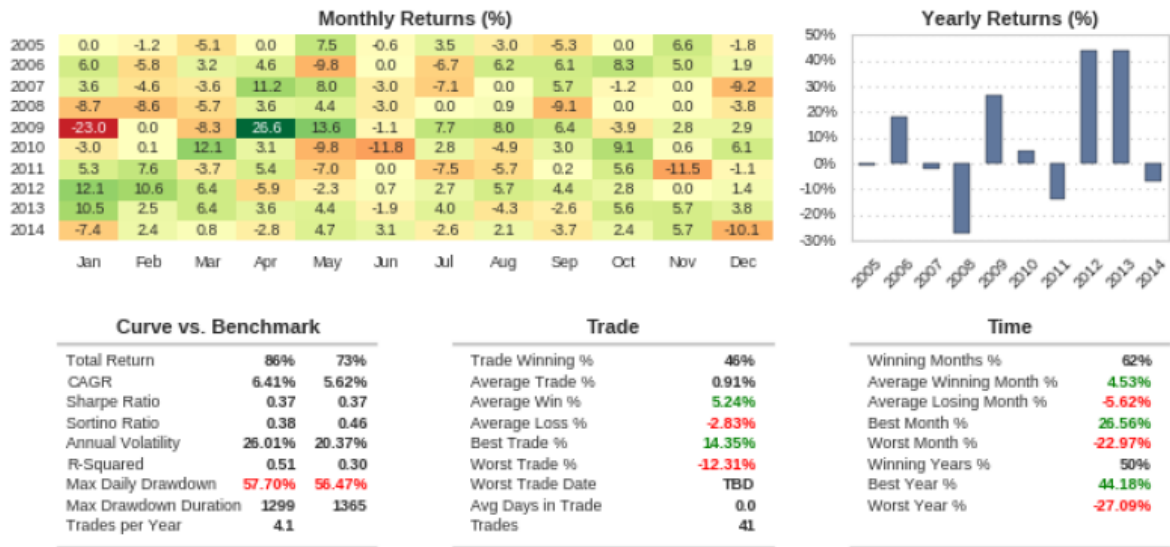 Monthly Returns (%)
2005 0.0 -1.2 -5.1 0.0 7.5 -0.6 3.5 -3.0 -5.3 0.0 6.6 -1.8
2006 6.0 -5.8 3.2 4.6 -9.8 0.0 -6.7 6.2 6.1 8.3 5.0 1.9
2007 3.6 -4.6 -3.6 11.2 8.0 -3.0 -7.1 0.0 5.7 -1.2 0.0 -9.2
2008 -8.7 -8.6 -5.7 3.6 4.4 -3.0 0.0 0.9 -9.1 0.0 0.0 -3.8
2009 -23.0 0.0 -8.3 26.6 13.6 -1.1 7.7 8.0 6.4 -3.9 2.8 2.9
2010 -3.0 0.1 12.1 3.1 -9.8 -11.8 2.8 -4.9 3.0 9.1 0.6 6.1
2011 5.3 7.6 -3.7 5.4 -7.0 0.0 -7.5 -5.7 0.2 5.6 -11.5 -1.1
2012 12.1 10.6 6.4 -5.9 -2.3 0.7 2.7 5.7 4.4 2.8 0.0 1.4
2013 10.5 2.5 6.4 3.6 4.4 -1.9 4.0 -4.3 -2.6 5.6 5.7 3.8
2014 -7.4 2.4 0.8 -2.8 4.7 3.1 -2.6 2.1 -3.7 2.4 5.7 -10.1
Jan Feb Mar Apr May Jun Jul Aug Sep Oct Nov Dec
Yearly Returns (%)
50%
40%
30%
20%
10%
0%
-10%
-20%
-30%
2005 2006 2007 2008 2009 2010 2011 2012 2013 2014
Curve vs. Benchmark
Total Return 86% 73%
CAGR 6.41% 5.62%
Sharpe Ratio 0.37 0.37
Sortino Ratio 0.38 0.46
Annual Volatility 26.01% 20.37%
R-Squared 0.51 0.30
Max Daily Drawdown 57.70% 56.47%
Max Drawdown Duration 1299 1365
Trades per Year 4.1
Trade
Trade Winning % 46%
Average Trade % 0.91%
Average Win % 5.24%
Average Loss % -2.83%
Best Trade % 14.35%
Worst Trade % -12.31%
Worst Trade Date TBD
Avg Days in Trade 0.0
Trades 41
Time
Winning Months % 62%
Average Winning Month % 4.53%
Average Losing Month % -5.62%
Best Month % 26.56%
Worst Month % -22.97%
Winning Years % 50%
Best Year % 44.18%
Worst Year % -27.09%